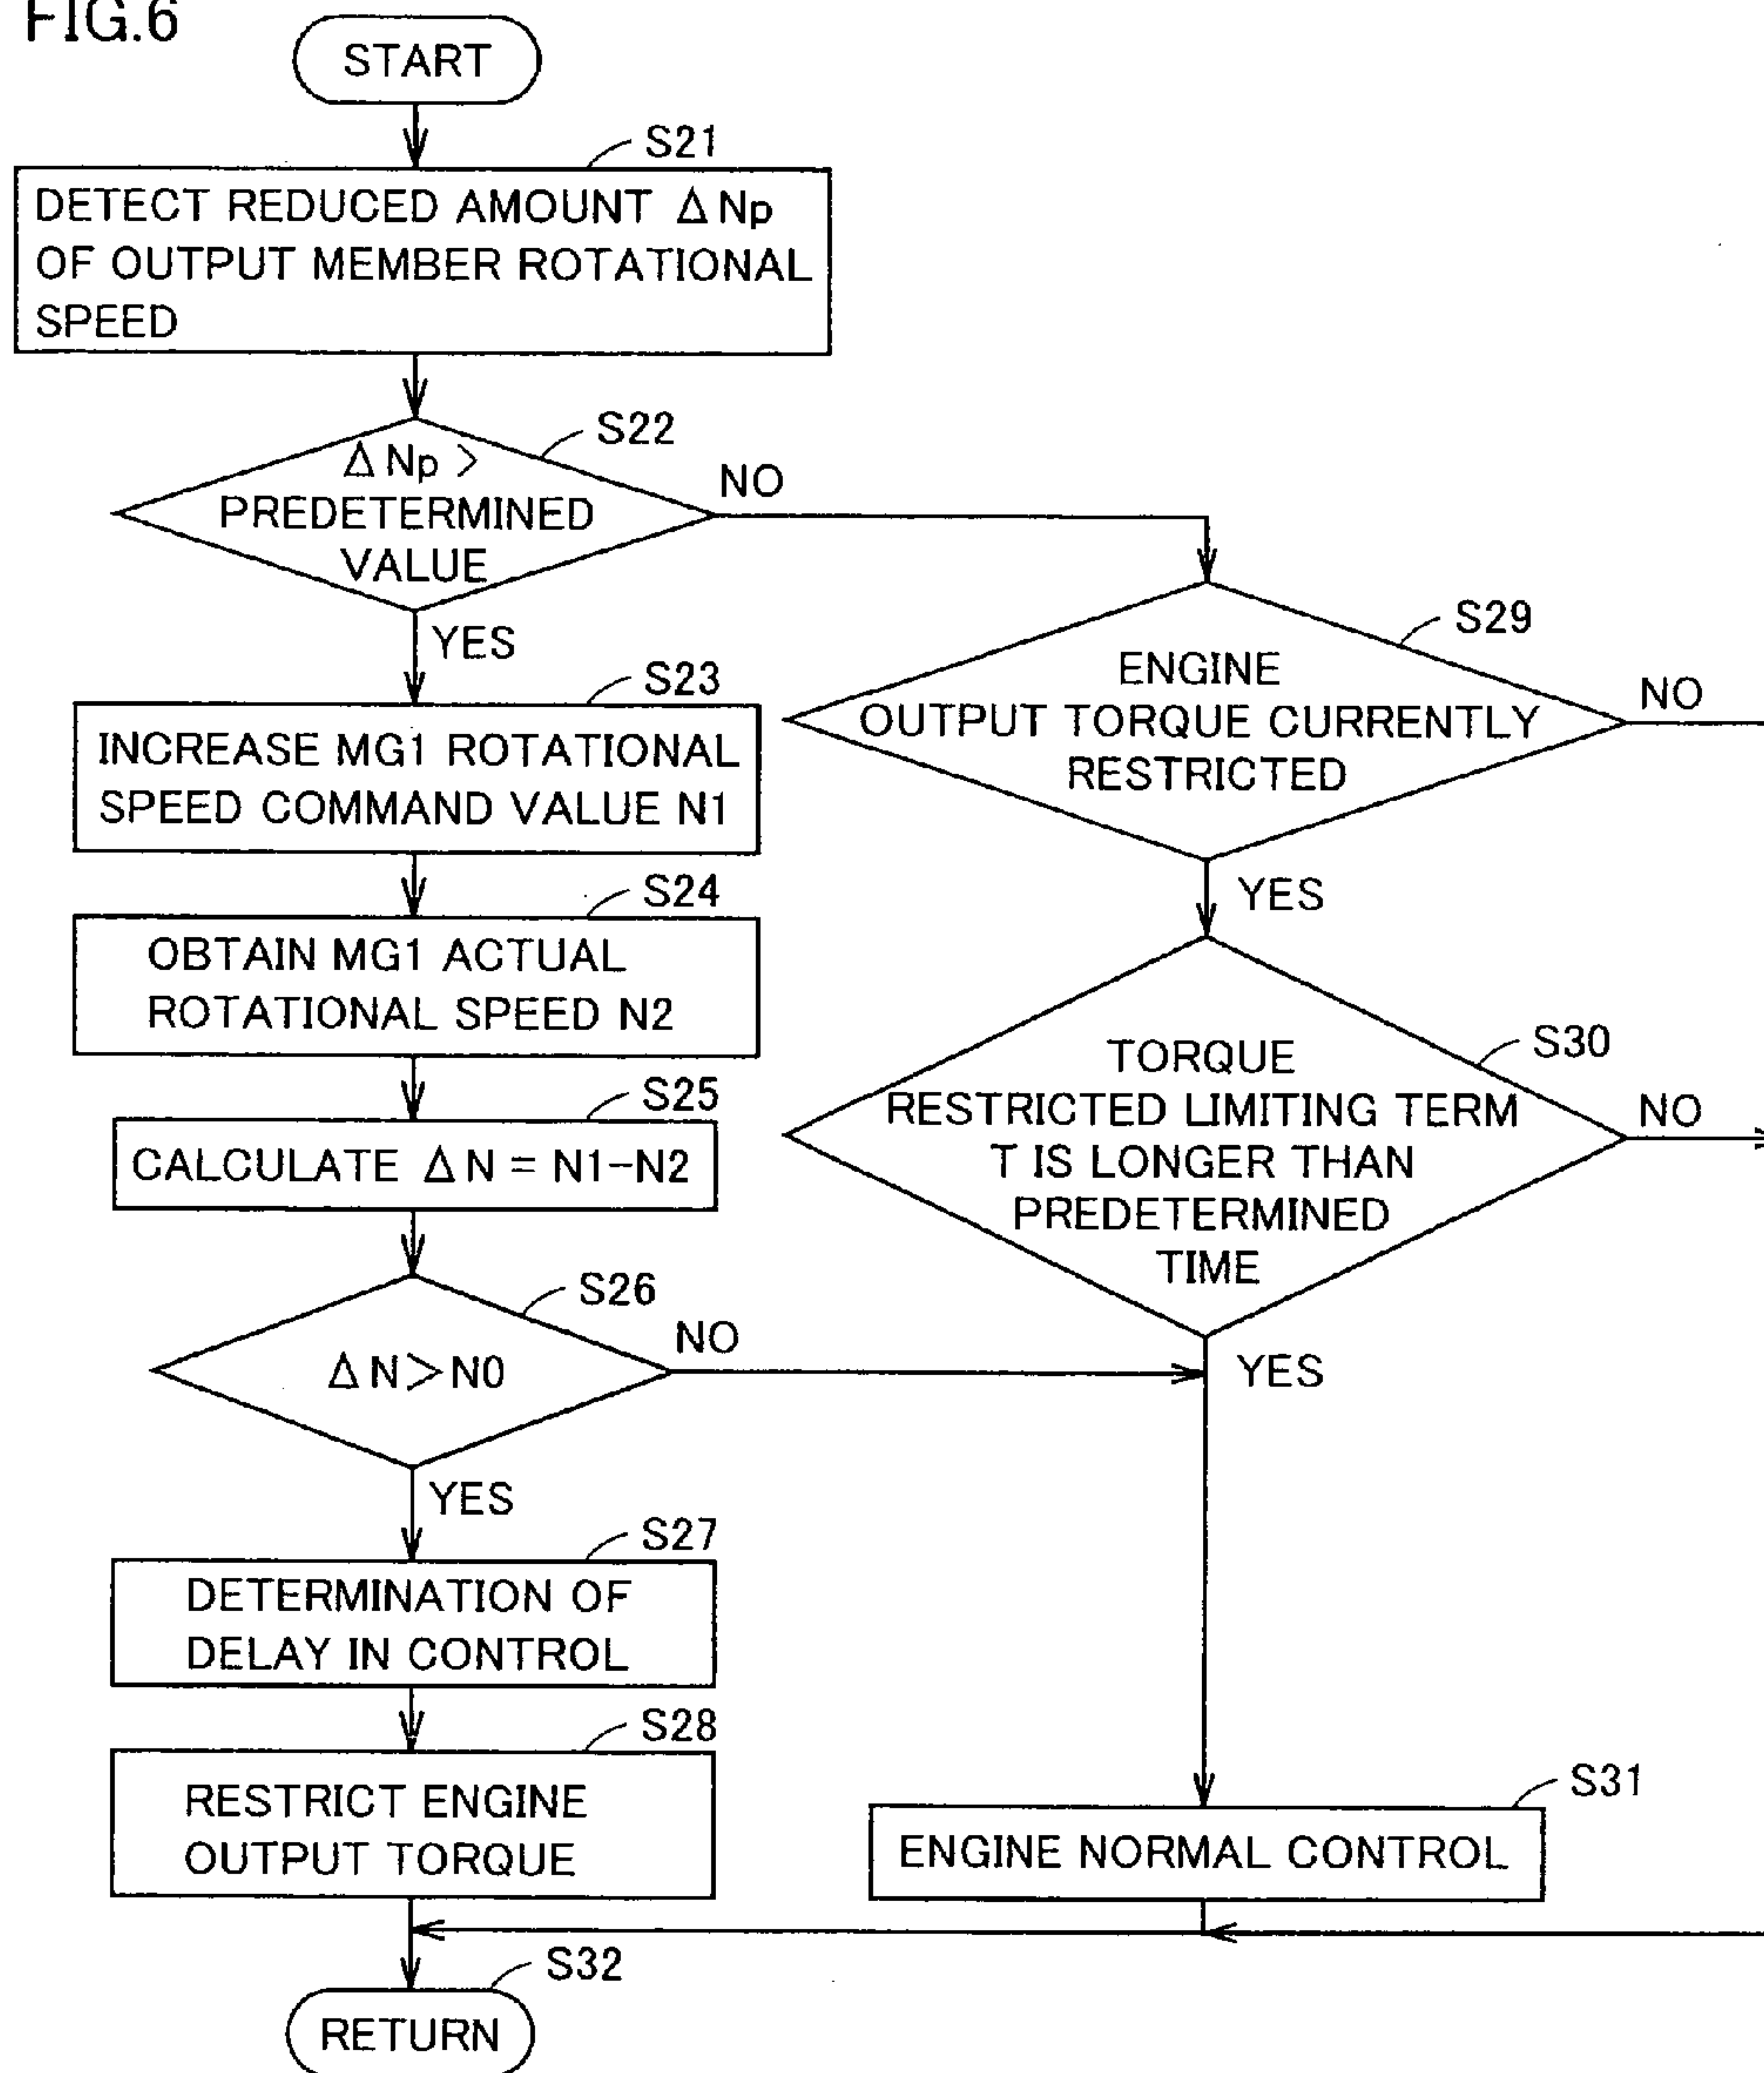 FIG.6
START
S21
DETECT REDUCED AMOUNT ΔNp
OF OUTPUT MEMBER ROTATIONAL
SPEED
S22
ΔNp >
PREDETERMINED
VALUE
NO
YES
S23
INCREASE MG1 ROTATIONAL
SPEED COMMAND VALUE N1
S24
OBTAIN MG1 ACTUAL
ROTATIONAL SPEED N2
S25
CALCULATE ΔN = N1-N2
S26
ΔN>N0
NO
YES
S27
DETERMINATION OF
DELAY IN CONTROL
S28
RESTRICT ENGINE
OUTPUT TORQUE
S29
ENGINE
OUTPUT TORQUE CURRENTLY
RESTRICTED
NO
YES
S30
TORQUE
RESTRICTED LIMITING TERM
T IS LONGER THAN
PREDETERMINED
TIME
NO
YES
S31
ENGINE NORMAL CONTROL
S32
RETURN